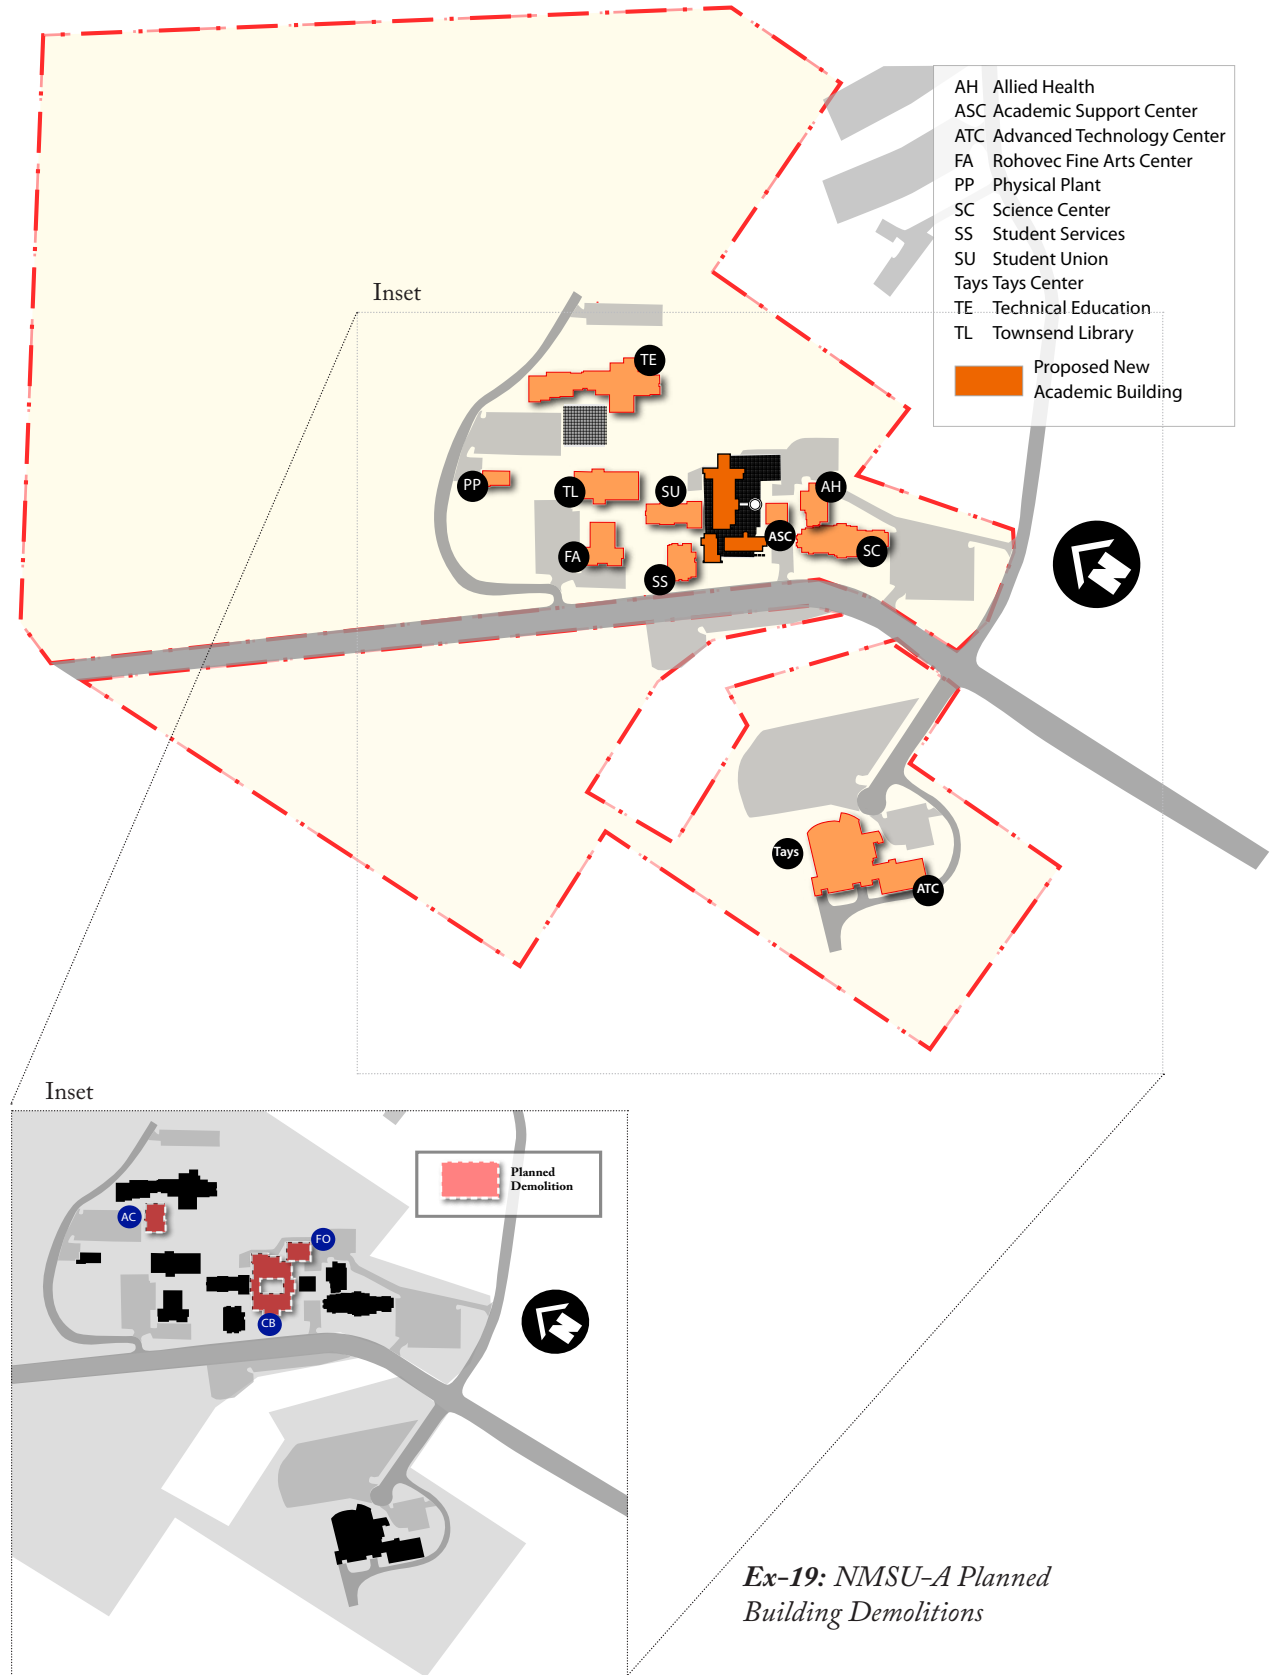 AH Allied Health
ASC Academic Support Center
ATC Advanced Technology Center
FA Rohovec Fine Arts Center
PP Physical Plant
SC Science Center
SS Student Services
SU Student Union
Tays Tays Center
TE Technical Education
TL Townsend Library
Proposed New
Academic Building
Inset
TE
PP
TL
SU
AH
ASC
SC
FA
SS
Tays
ATC
Inset
Planned
Demolition
AC
FO
CB
Ex-19: NMSU-A Planned
Building Demolitions